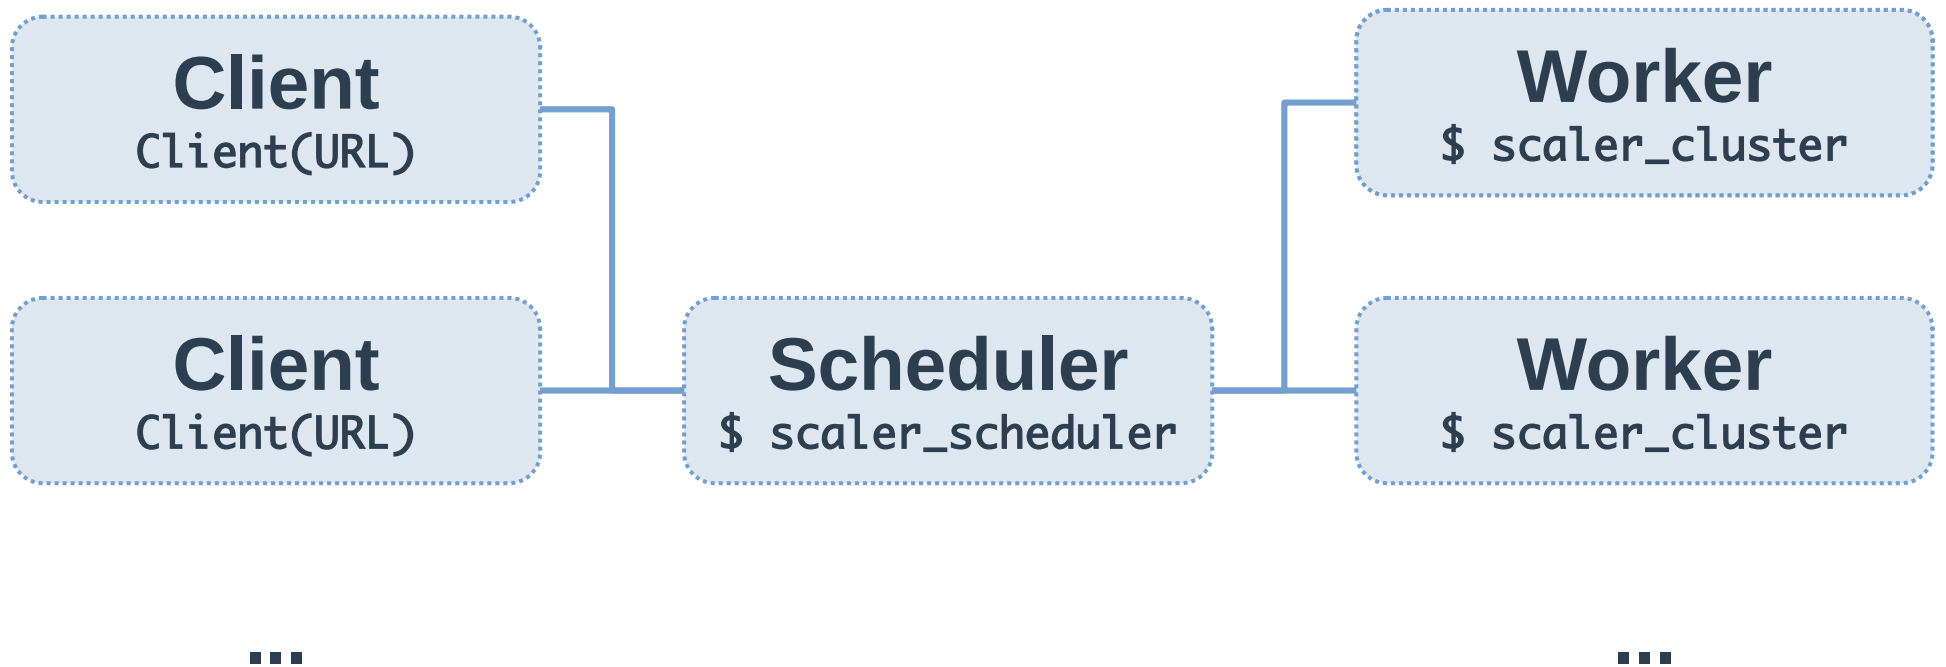 Client
Client(URL)
Worker
$ scaler_cluster
Client
Client(URL)
Scheduler
$ scaler_scheduler
Worker
$ scaler_cluster
...
...